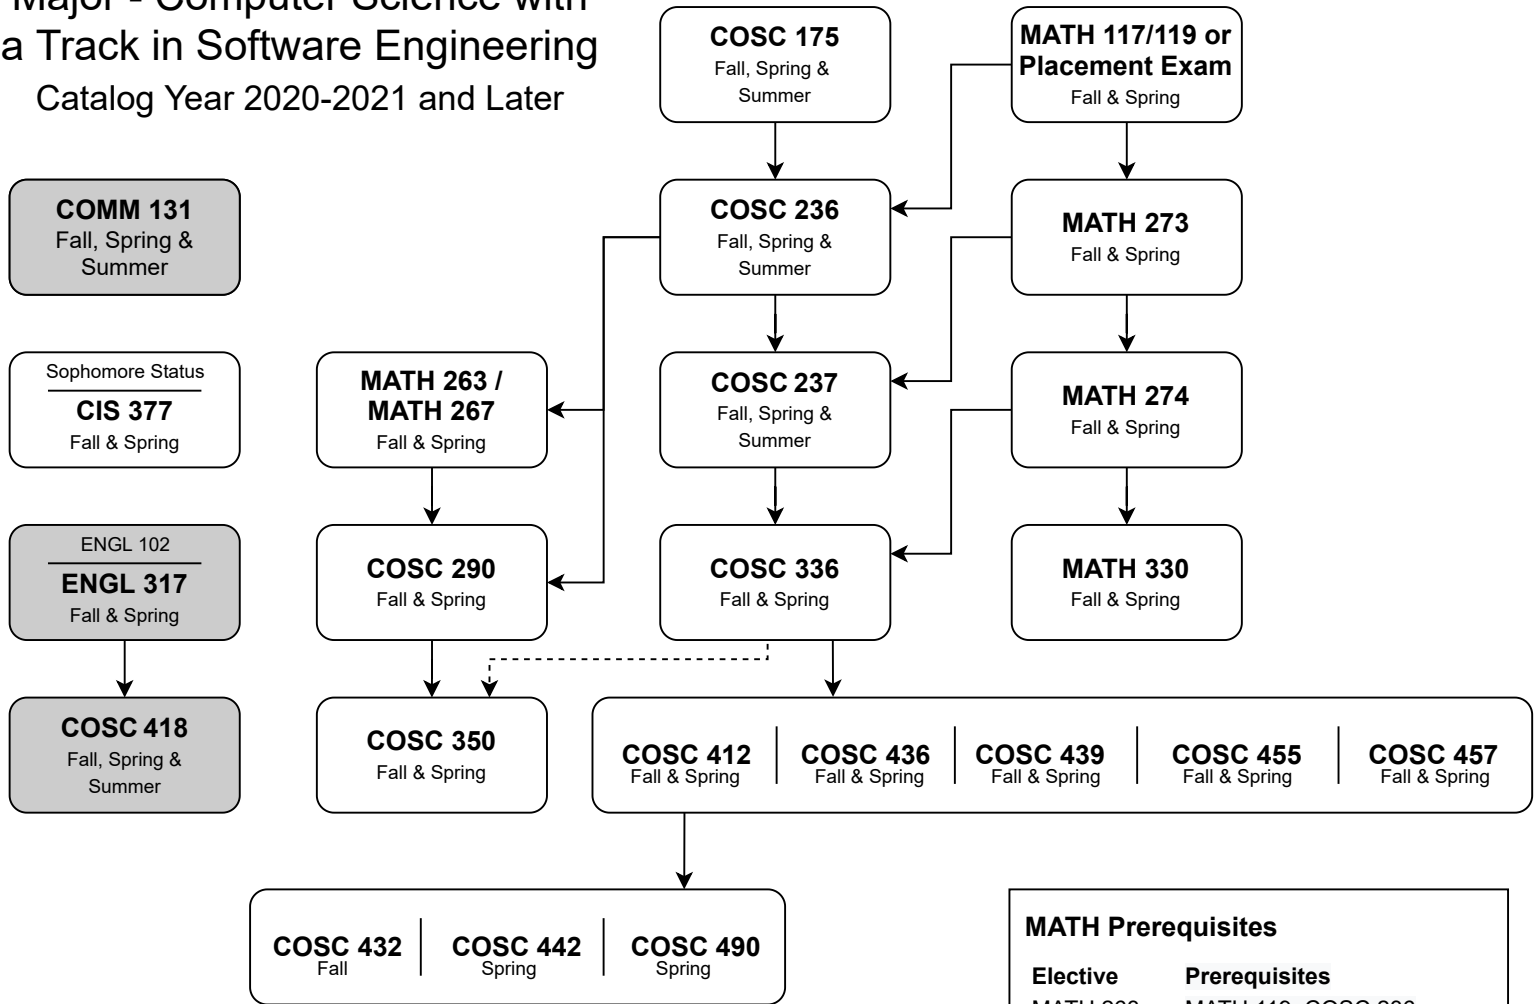 Major - Computer Science with
a Track in Software Engineering
Catalog Year 2020-2021 and Later
COSC 175
Fall, Spring &
Summer
MATH 117/119 or
Placement Exam
Fall & Spring
COMM 131
Fall, Spring &
Summer
COSC 236
Fall, Spring &
Summer
MATH 273
Fall & Spring
Sophomore Status
CIS 377
Fall & Spring
MATH 263 /
MATH 267
Fall & Spring
COSC 237
Fall, Spring &
Summer
MATH 274
Fall & Spring
ENGL 102
ENGL 317
Fall & Spring
COSC 290
Fall & Spring
COSC 336
Fall & Spring
MATH 330
Fall & Spring
COSC 418
Fall, Spring &
Summer
COSC 350
Fall & Spring
COSC 412
Fall & Spring
COSC 436
Fall & Spring
COSC 439
Fall & Spring
COSC 455
Fall & Spring
COSC 457
Fall & Spring
COSC 432
Fall
COSC 442
Spring
COSC 490
Spring
MATH Prerequisites
Elective Prerequisites